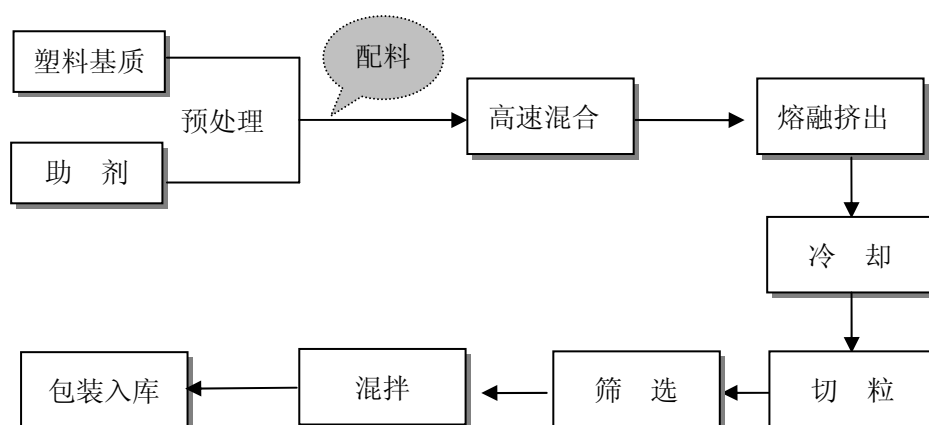 塑料基质
配料
预处理
高速混合
熔融挤出
助 剂
冷 却
包装入库
混拌
筛 选
切 粒